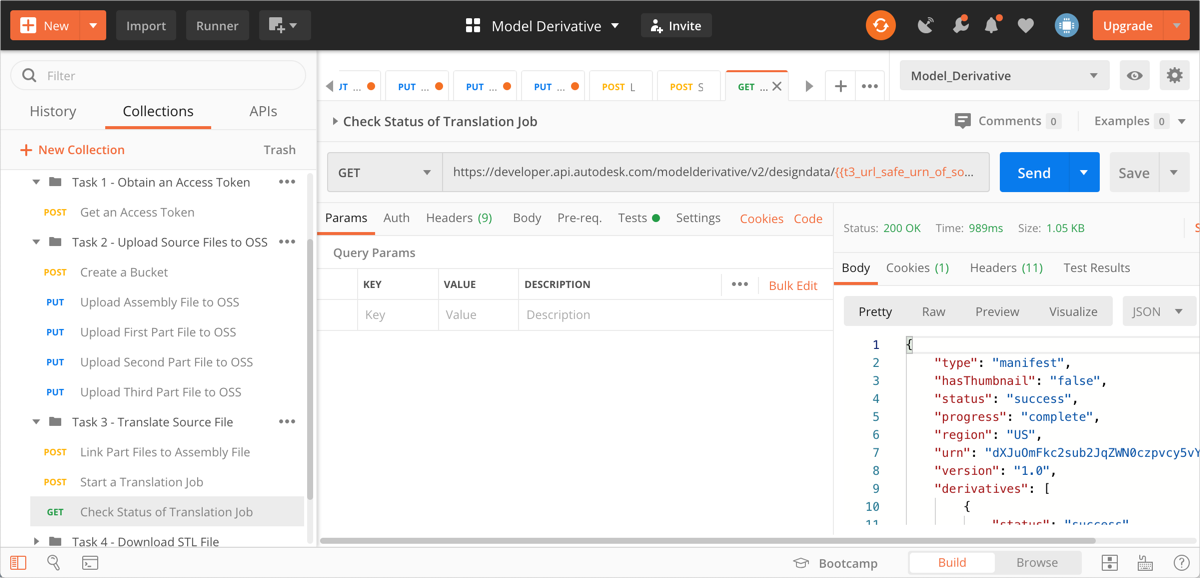 New
Import
Runner
Model Derivative
Invite
Upgrade
Filter
History
Collections
APIs
New Collection
Trash
Task 1 - Obtain an Access Token
POST Get an Access Token
Task 2 - Upload Source Files to OSS
POST Create a Bucket
PUT Upload Assembly File to OSS
PUT Upload First Part File to OSS
PUT Upload Second Part File to OSS
PUT Upload Third Part File to OSS
Task 3 - Translate Source File
POST Link Part Files to Assembly File
POST Start a Translation Job
GET Check Status of Translation Job
Task 4 - Download STL File
UT ...
PUT ...
PUT ...
PUT ...
POST L
POST S
GET ...
Model_Derivative
Check Status of Translation Job
Comments 0
Examples 0
GET
https://developer.api.autodesk.com/modelderivative/v2/designdata/{{t3_url_safe_urn_of_so...
Send
Save
Params Auth Headers (9) Body Pre-req. Tests Settings Cookies Code
Query Params
KEY VALUE DESCRIPTION ••• Bulk Edit
Key Value Description
Status: 200 OK Time: 989ms Size: 1.05 KB
Body Cookies (1) Headers (11) Test Results
Pretty Raw Preview Visualize JSON
1 {
2 "type": "manifest",
3 "hasThumbnail": "false",
4 "status": "success",
5 "progress": "complete",
6 "region": "US",
7 "urn": "dXJuOmFkc2sub2JqZWN0czpvcy5vY
8 "version": "1.0",
9 "derivatives": [
10 {
11 "status": "success"
Bootcamp
Build
Browse